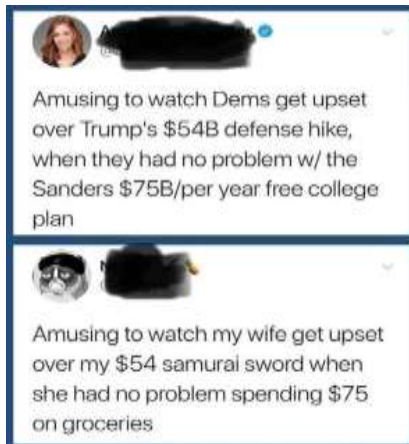 Amusing to watch Dems get upset
over Trump's $54B defense hike,
when they had no problem w/ the
Sanders $75B/per year free college
plan
Amusing to watch my wife get upset
over my $54 samurai sword when
she had no problem spending $75
on groceries